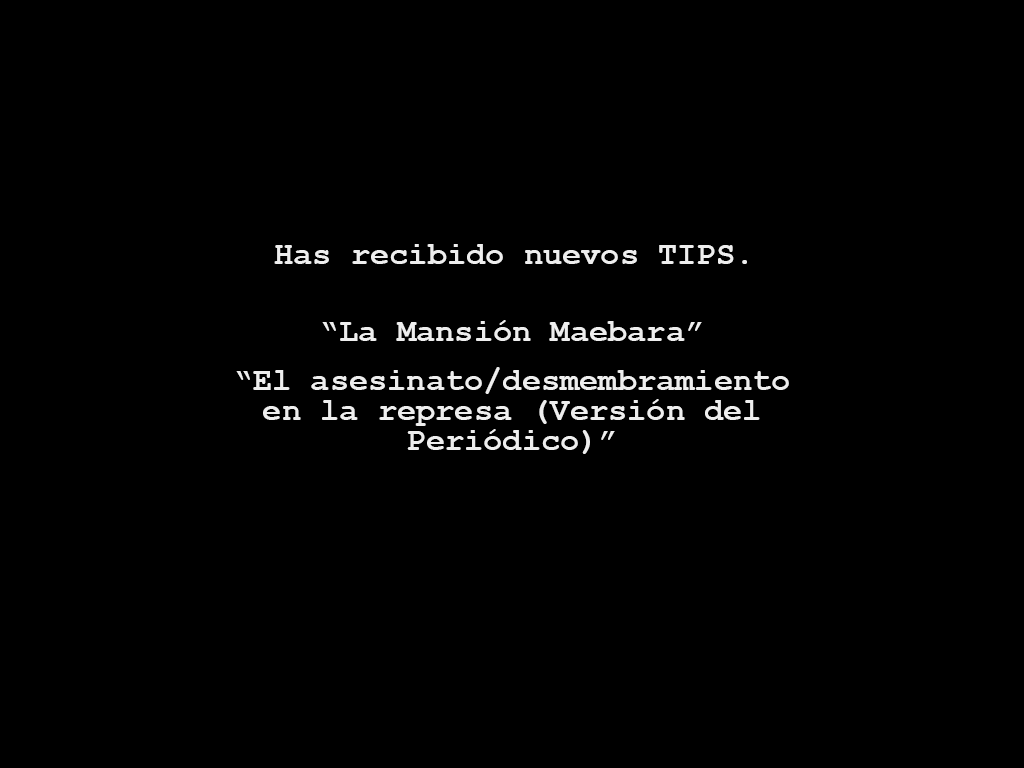 Has recibido nuevos TIPS.
“La Mansión Maebara”
“El asesinato/desmembramiento
en la represa (Versión del
Periódico)”